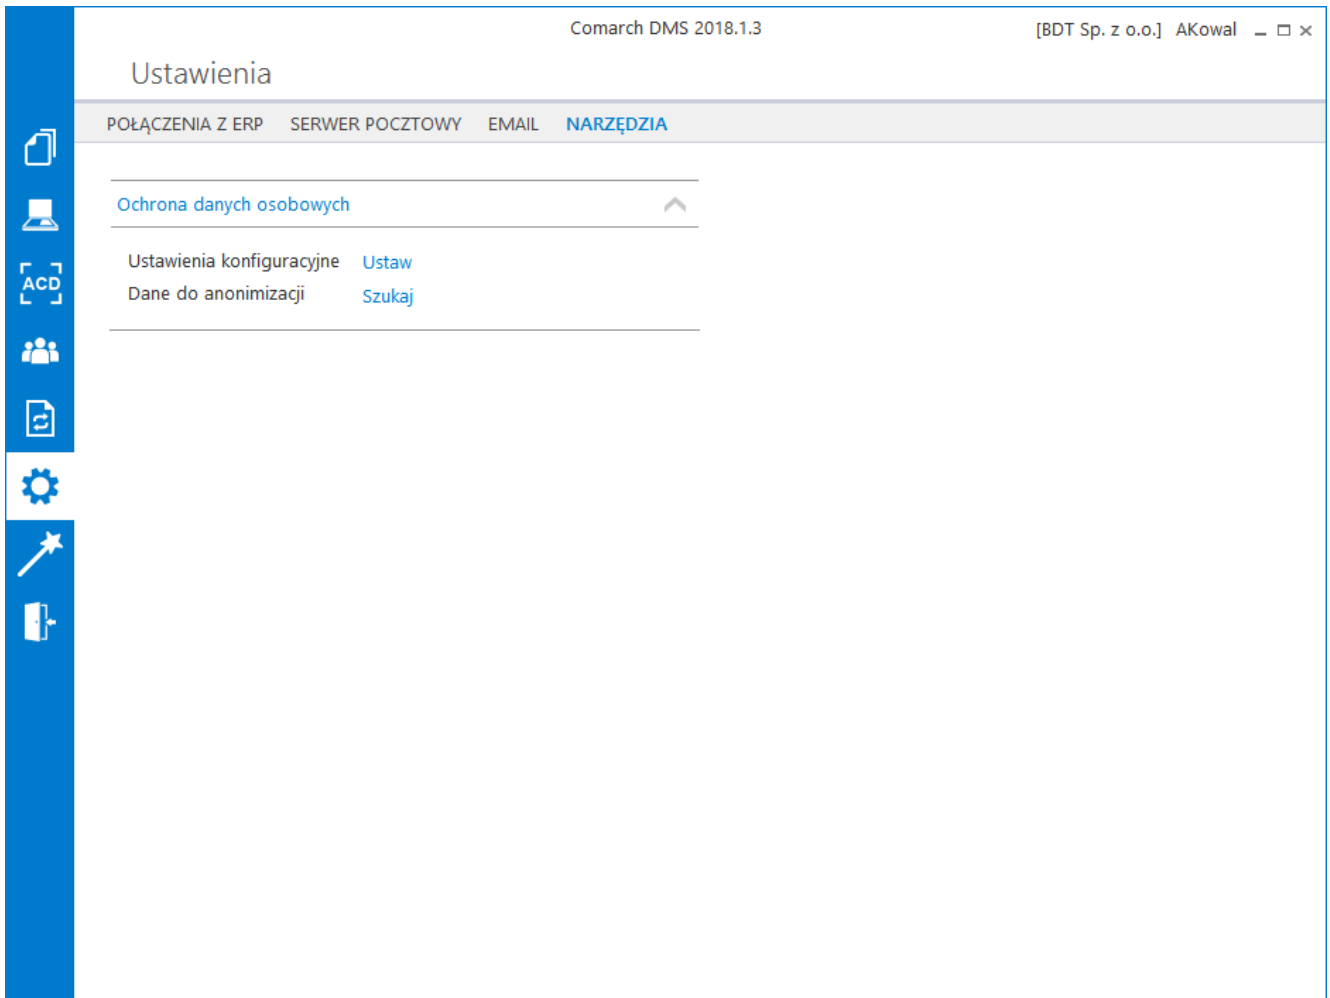 Comarch DMS 2018.1.3
[BDT Sp. z o.o.] AKowal
Ustawienia
POŁĄCZENIA Z ERP SERWER POCZTOWY EMAIL NARZĘDZIA
Ochrona danych osobowych
Ustawienia konfiguracyjne Ustaw
Dane do anonimizacji Szukaj
ACD